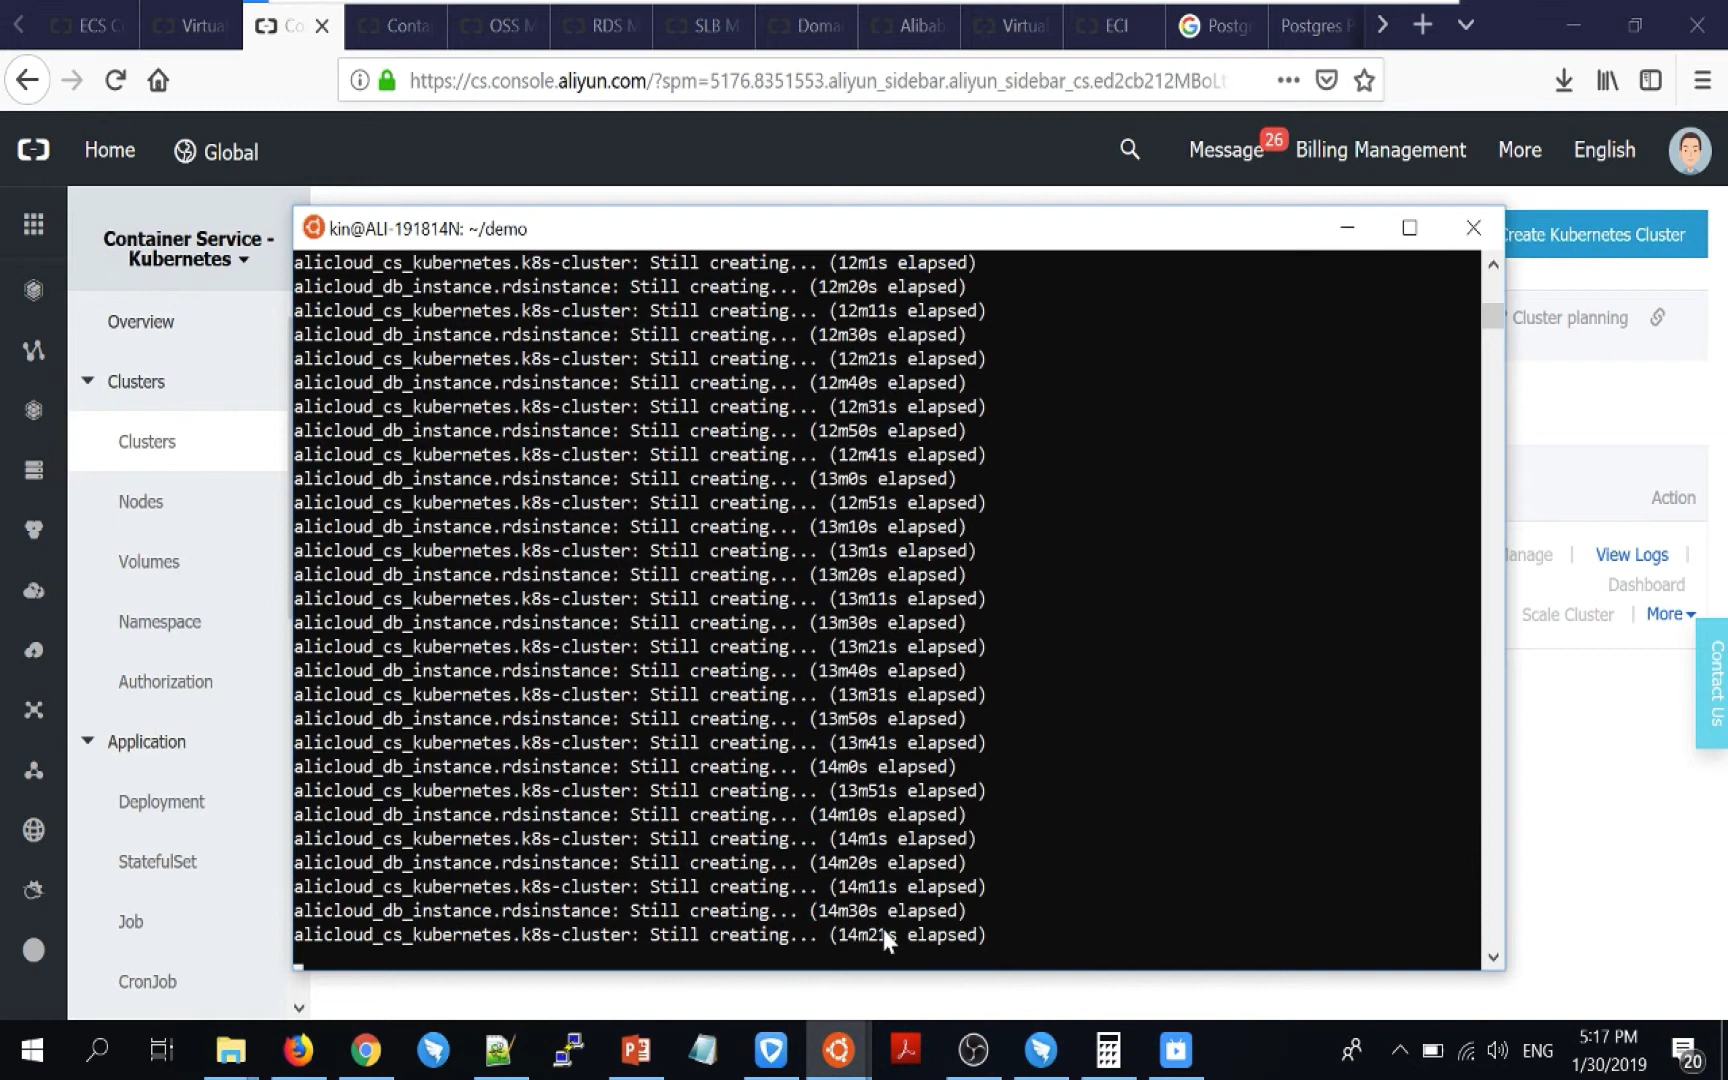 ECS C
Virtua
Co
Conta
OSS M
RDS M
SLB M
Doma
Alibab
Virtua
ECI
Postgr
Postgres P
https://cs.console.aliyun.com/?spm=5176.8351553.aliyun_sidebar.aliyun_sidebar_cs.ed2cb212MBoLt
Home
Global
Message
26
Billing Management
More
English
Container Service -
Kubernetes
Overview
Clusters
Clusters
Nodes
Volumes
Namespace
Authorization
Application
Deployment
StatefulSet
Job
CronJob
kin@ALI-191814N: ~/demo
alicloud_cs_kubernetes.k8s-cluster: Still creating... (12m1s elapsed)
alicloud_db_instance.rdsinstance: Still creating... (12m20s elapsed)
alicloud_cs_kubernetes.k8s-cluster: Still creating... (12m11s elapsed)
alicloud_db_instance.rdsinstance: Still creating... (12m30s elapsed)
alicloud_cs_kubernetes.k8s-cluster: Still creating... (12m21s elapsed)
alicloud_db_instance.rdsinstance: Still creating... (12m40s elapsed)
alicloud_cs_kubernetes.k8s-cluster: Still creating... (12m31s elapsed)
alicloud_db_instance.rdsinstance: Still creating... (12m50s elapsed)
alicloud_cs_kubernetes.k8s-cluster: Still creating... (12m41s elapsed)
alicloud_db_instance.rdsinstance: Still creating... (13m0s elapsed)
alicloud_cs_kubernetes.k8s-cluster: Still creating... (12m51s elapsed)
alicloud_db_instance.rdsinstance: Still creating... (13m10s elapsed)
alicloud_cs_kubernetes.k8s-cluster: Still creating... (13m1s elapsed)
alicloud_db_instance.rdsinstance: Still creating... (13m20s elapsed)
alicloud_cs_kubernetes.k8s-cluster: Still creating... (13m11s elapsed)
alicloud_db_instance.rdsinstance: Still creating... (13m30s elapsed)
alicloud_cs_kubernetes.k8s-cluster: Still creating... (13m21s elapsed)
alicloud_db_instance.rdsinstance: Still creating... (13m40s elapsed)
alicloud_cs_kubernetes.k8s-cluster: Still creating... (13m31s elapsed)
alicloud_db_instance.rdsinstance: Still creating... (13m50s elapsed)
alicloud_cs_kubernetes.k8s-cluster: Still creating... (13m41s elapsed)
alicloud_db_instance.rdsinstance: Still creating... (14m0s elapsed)
alicloud_cs_kubernetes.k8s-cluster: Still creating... (13m51s elapsed)
alicloud_db_instance.rdsinstance: Still creating... (14m10s elapsed)
alicloud_cs_kubernetes.k8s-cluster: Still creating... (14m1s elapsed)
alicloud_db_instance.rdsinstance: Still creating... (14m20s elapsed)
alicloud_cs_kubernetes.k8s-cluster: Still creating... (14m11s elapsed)
alicloud_db_instance.rdsinstance: Still creating... (14m30s elapsed)
alicloud_cs_kubernetes.k8s-cluster: Still creating... (14m21s elapsed)
Create Kubernetes Cluster
Cluster planning
Action
anage | View Logs |
Dashboard
Scale Cluster | More
Contact Us
ENG
5:17 PM
1/30/2019
20